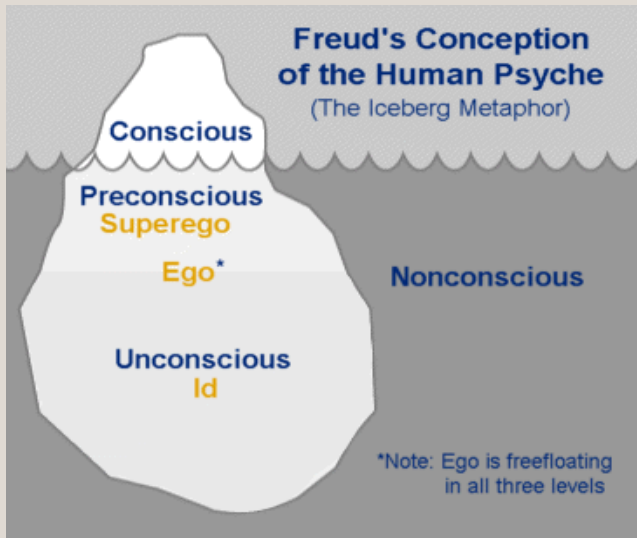 Freud's Conception
of the Human Psyche
(The Iceberg Metaphor)
Conscious
Preconscious
Superego
Ego*
Nonconscious
Unconscious
Id
*Note: Ego is freefloating
in all three levels